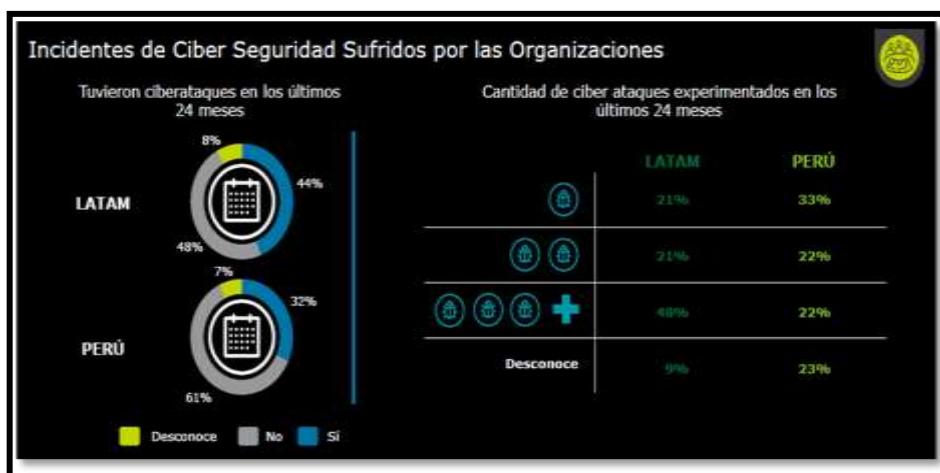 Incidentes de Ciber Seguridad Sufridos por las Organizaciones
Tuvieron ciberataques en los últimos
24 meses
8%
44%
LATAM
48%
7%
32%
PERÚ
61%
Desconoce No Sí
Cantidad de ciber ataques experimentados en los
últimos 24 meses
LATAM PERÚ
21% 33%
21% 22%
48% 22%
Desconoce 9% 23%